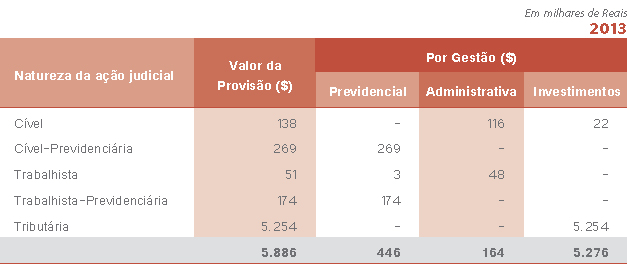 Em milhares de Reais
2013
Natureza da ação judicial Valor da Provisão ($) Por Gestão ($)
Previdencial Administrativa Investimentos
Cível 138 – 116 22
Cível-Previdenciária 269 269 – –
Trabalhista 51 3 48 –
Trabalhista-Previdenciária 174 174 – –
Tributária 5.254 – – 5.254
5.886 446 164 5.276